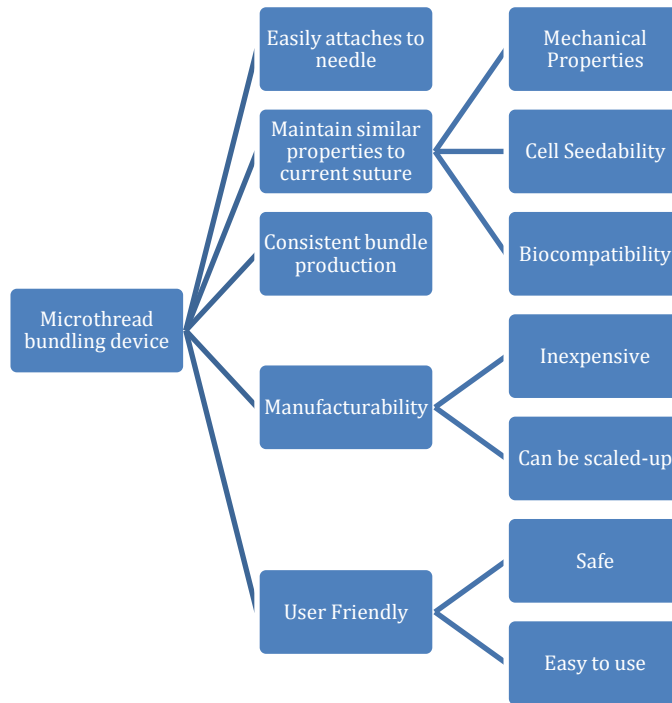 Microthread
bundling device
Easily attaches to
needle
Maintain similar
properties to
current suture
Mechanical
Properties
Cell Seedability
Biocompatibility
Consistent bundle
production
Manufacturability
Inexpensive
Can be scaled-up
User Friendly
Safe
Easy to use